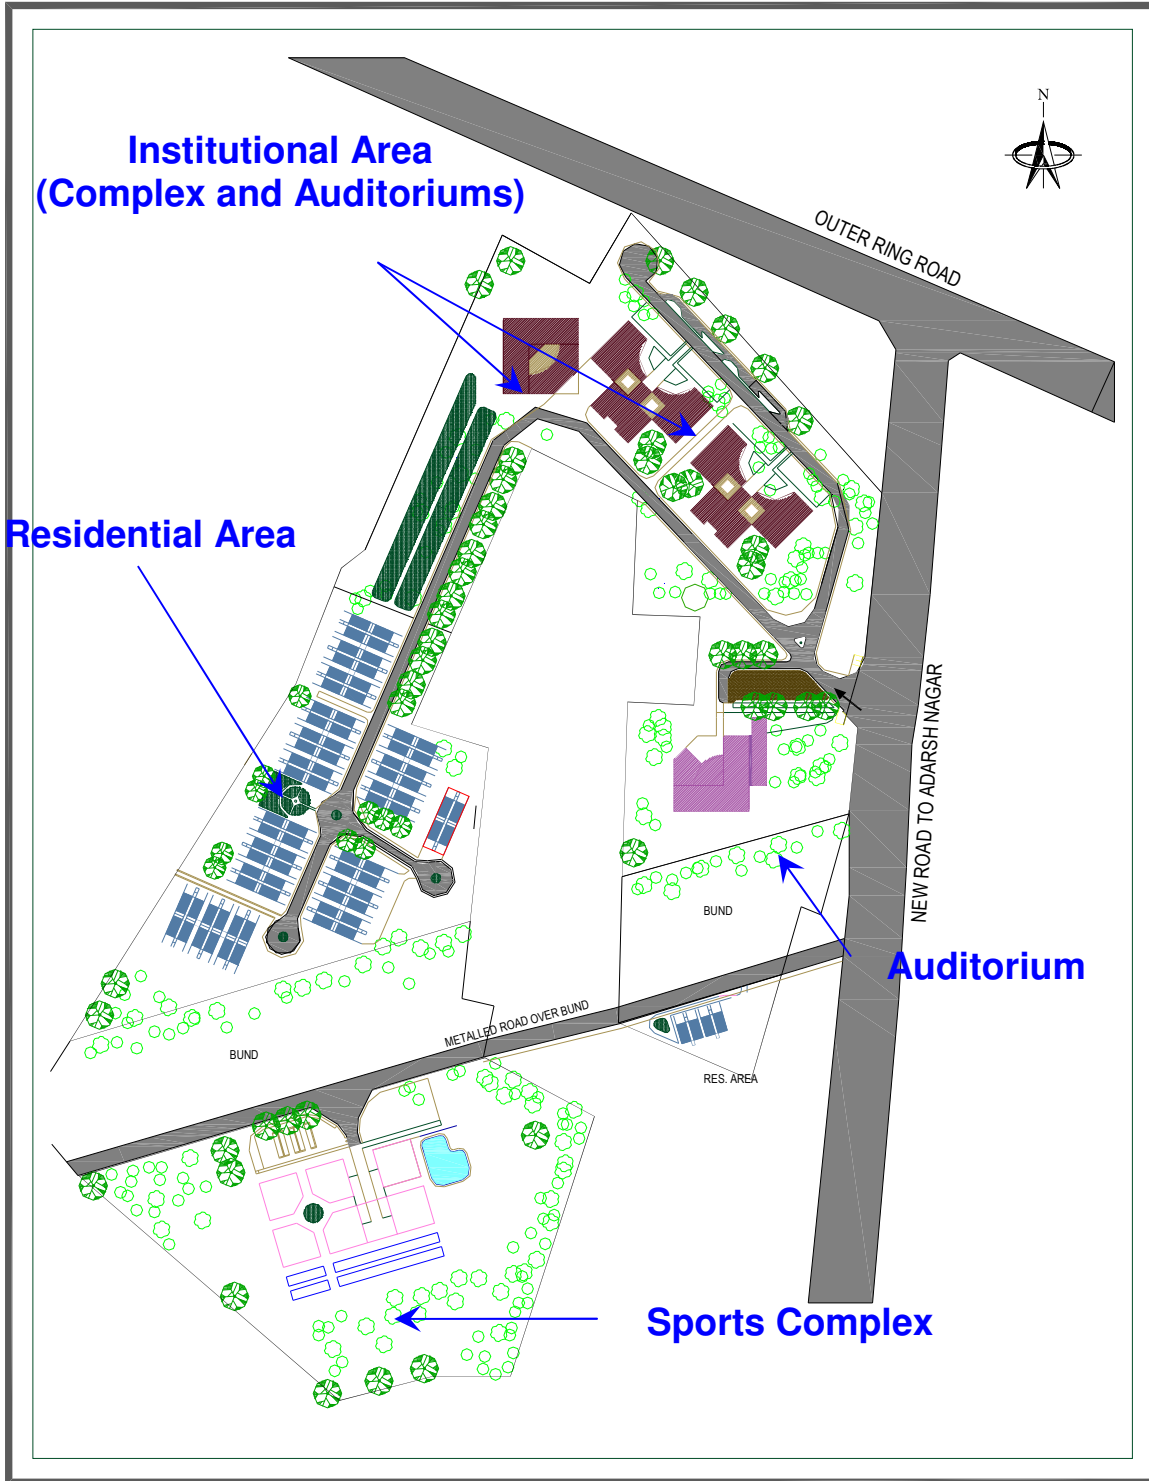 N
Institutional Area
(Complex and Auditoriums)
OUTER RING ROAD
Residential Area
NEW ROAD TO ADARSH NAGAR
BUND
Auditorium
METALLED ROAD OVER BUND
BUND
RES. AREA
Sports Complex